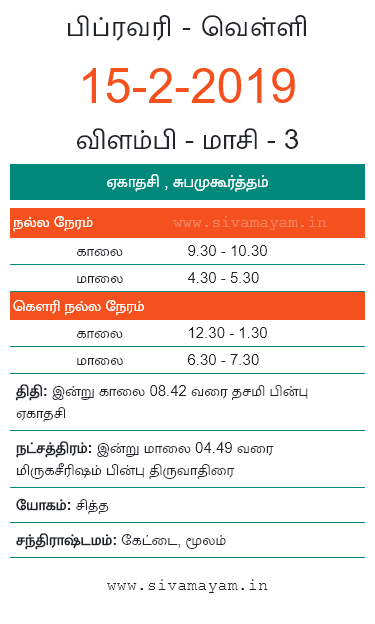 பிப்ரவரி - வெள்ளி
15-2-2019
விளம்பி - மாசி - 3
ஏகாதசி , சுபமுகூர்த்தம்
நல்ல நேரம் www.sivamayam.in
காலை 9.30 - 10.30
மாலை 4.30 - 5.30
கௌரி நல்ல நேரம்
காலை 12.30 - 1.30
மாலை 6.30 - 7.30
திதி: இன்று காலை 08.42 வரை தசமி பின்பு
ஏகாதசி
நட்சத்திரம்: இன்று மாலை 04.49 வரை
மிருகசீரிஷம் பின்பு திருவாதிரை
யோகம்: சித்த
சந்திராஷ்டமம்: கேட்டை, மூலம்
www.sivamayam.in